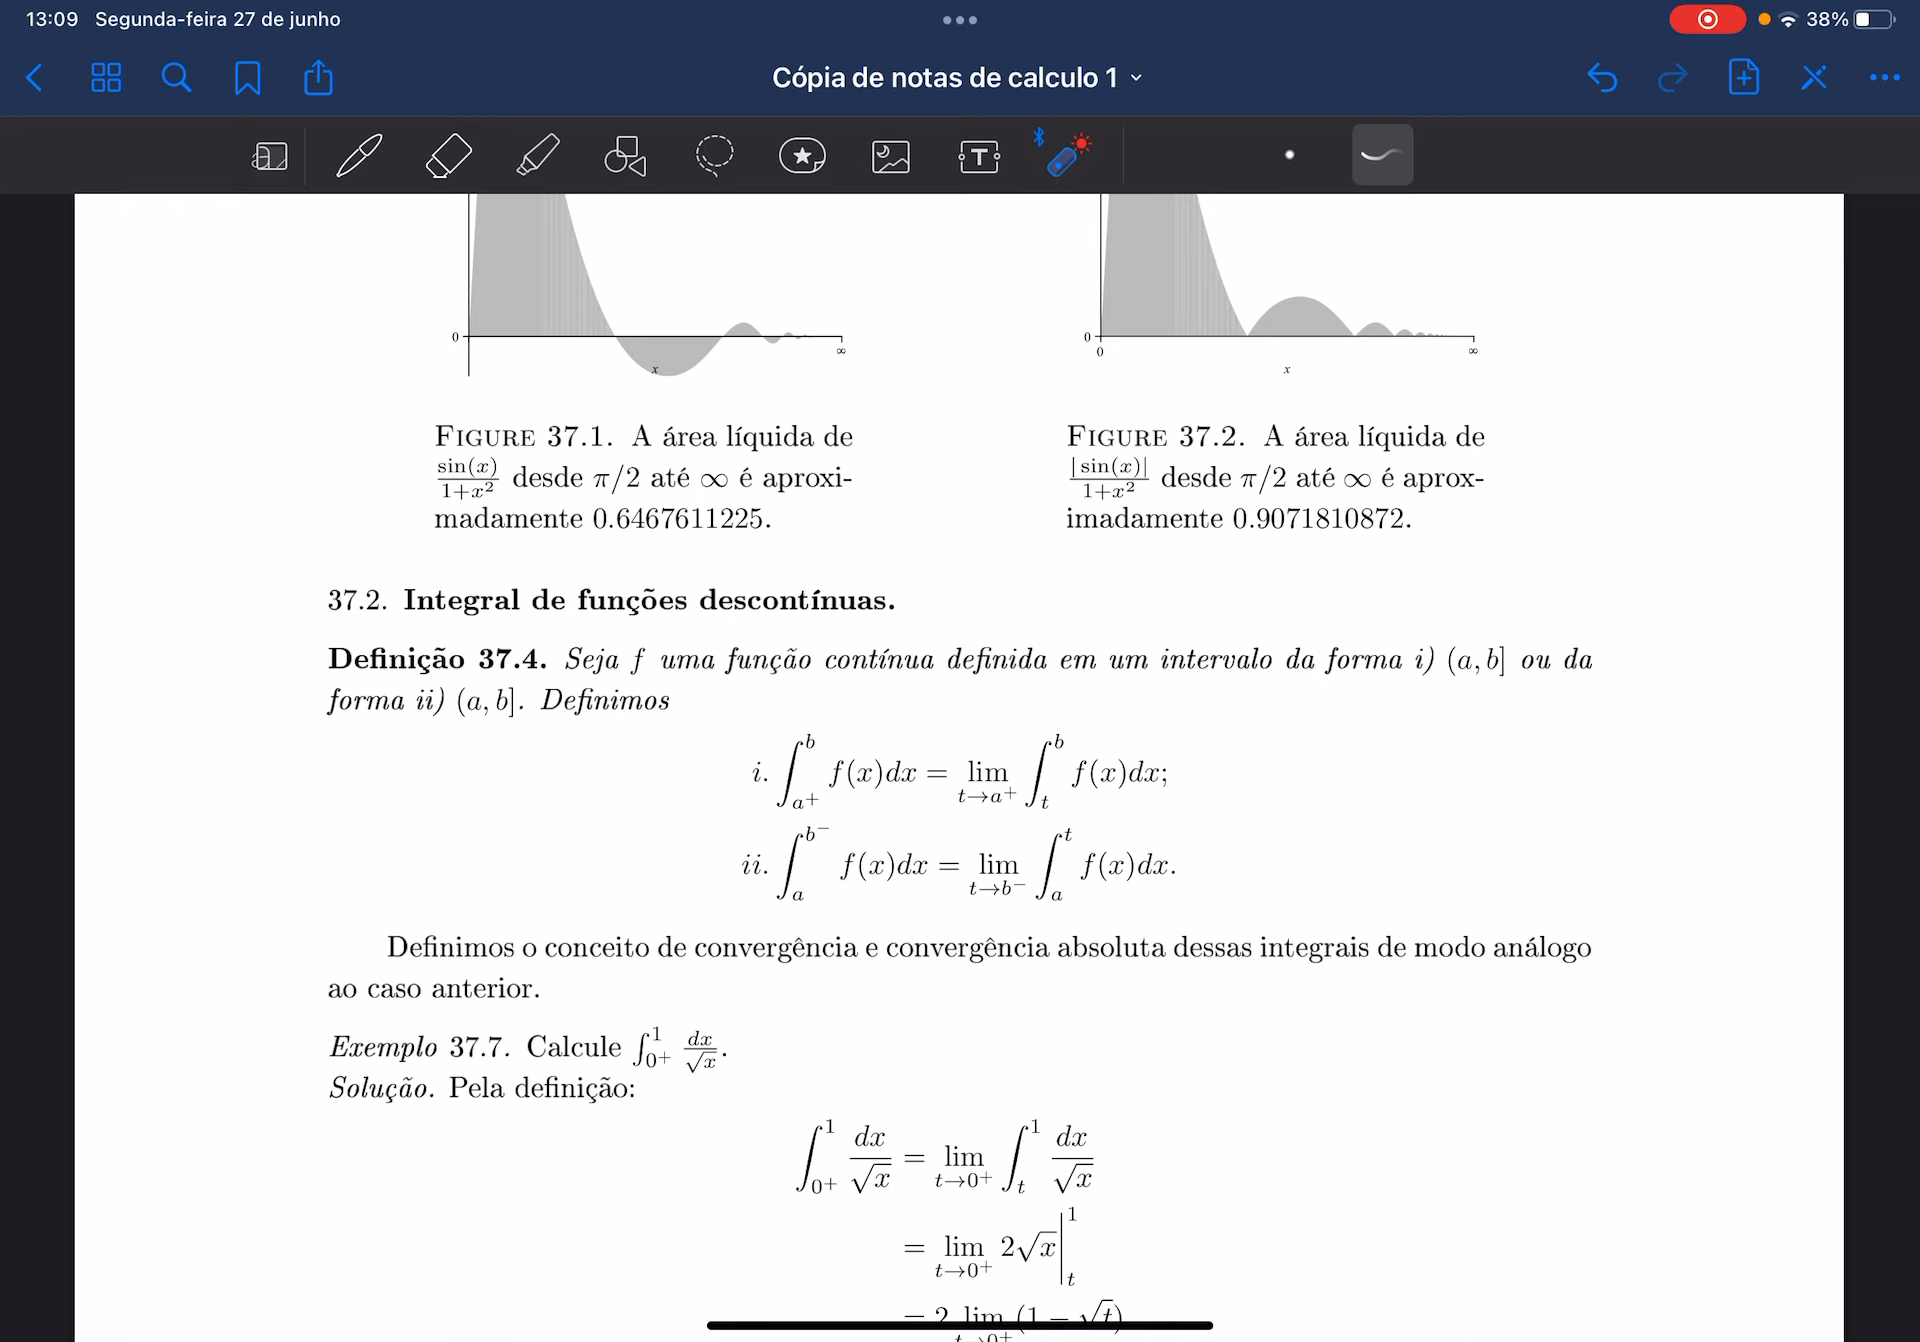 13:09 Segunda-feira 27 de junho
38%
Cópia de notas de calculo 1
0
x
∞
0
0
x
∞
FIGURE 37.1. A área líquida de
sin(x)/1+x² desde π/2 até ∞ é aproxi-
madamente 0.6467611225.
FIGURE 37.2. A área líquida de
|sin(x)|/1+x² desde π/2 até ∞ é aprox-
imadamente 0.9071810872.
37.2. Integral de funções descontínuas.
Definição 37.4. Seja f uma função contínua definida em um intervalo da forma i) (a, b] ou da
forma ii) (a, b]. Definimos
i. ∫_{a⁺}^{b} f(x)dx = lim_{t→a⁺} ∫_{t}^{b} f(x)dx;
ii. ∫_{a}^{b⁻} f(x)dx = lim_{t→b⁻} ∫_{a}^{t} f(x)dx.
Definimos o conceito de convergência e convergência absoluta dessas integrais de modo análogo
ao caso anterior.
Exemplo 37.7. Calcule ∫_{0⁺}^{1} dx/√x.
Solução. Pela definição:
∫_{0⁺}^{1} dx/√x = lim_{t→0⁺} ∫_{t}^{1} dx/√x
= lim_{t→0⁺} 2√x |_{t}^{1}
= 2 lim_{t→0⁺} (1 − √t)